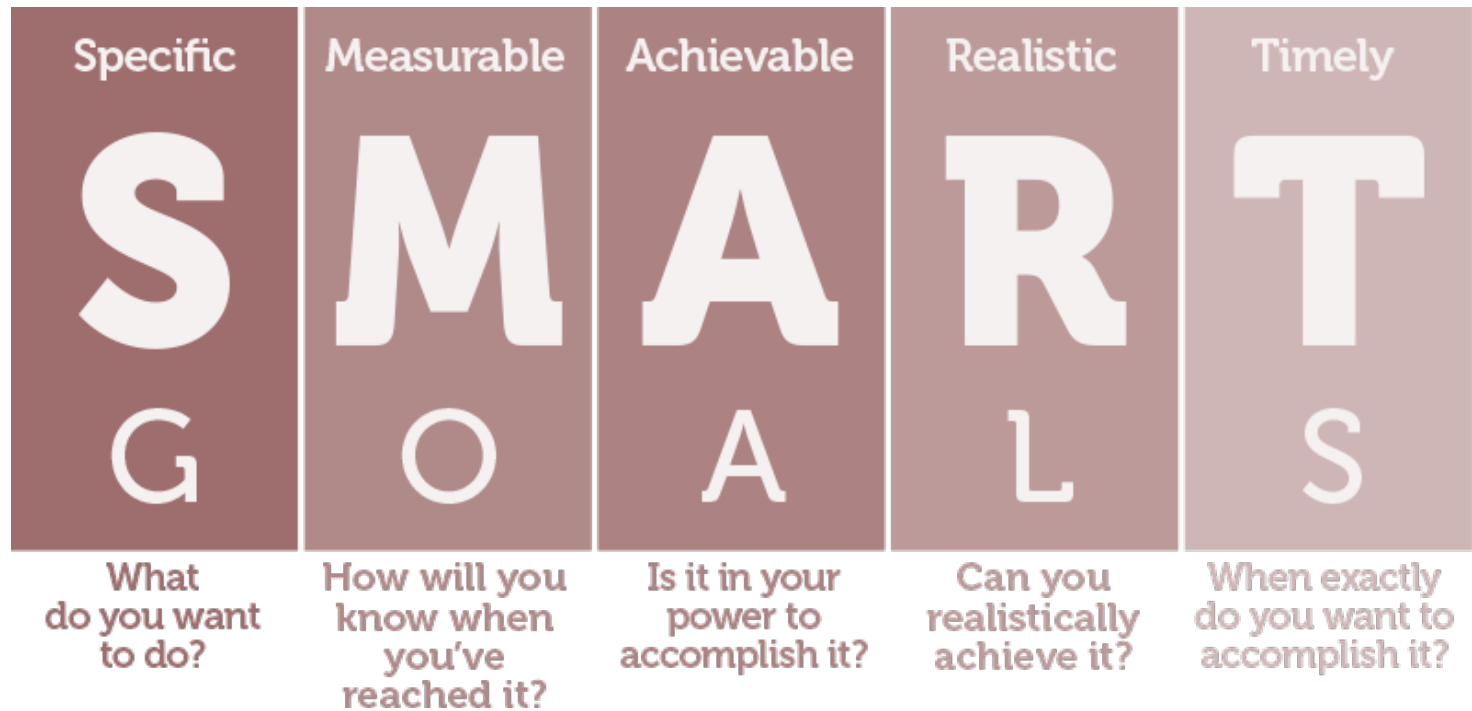 Specific
Measurable
Achievable
Realistic
Timely
S
M
A
R
T
G
O
A
L
S
What
do you want
to do?
How will you
know when
you've
reached it?
Is it in your
power to
accomplish it?
Can you
realistically
achieve it?
When exactly
do you want to
accomplish it?